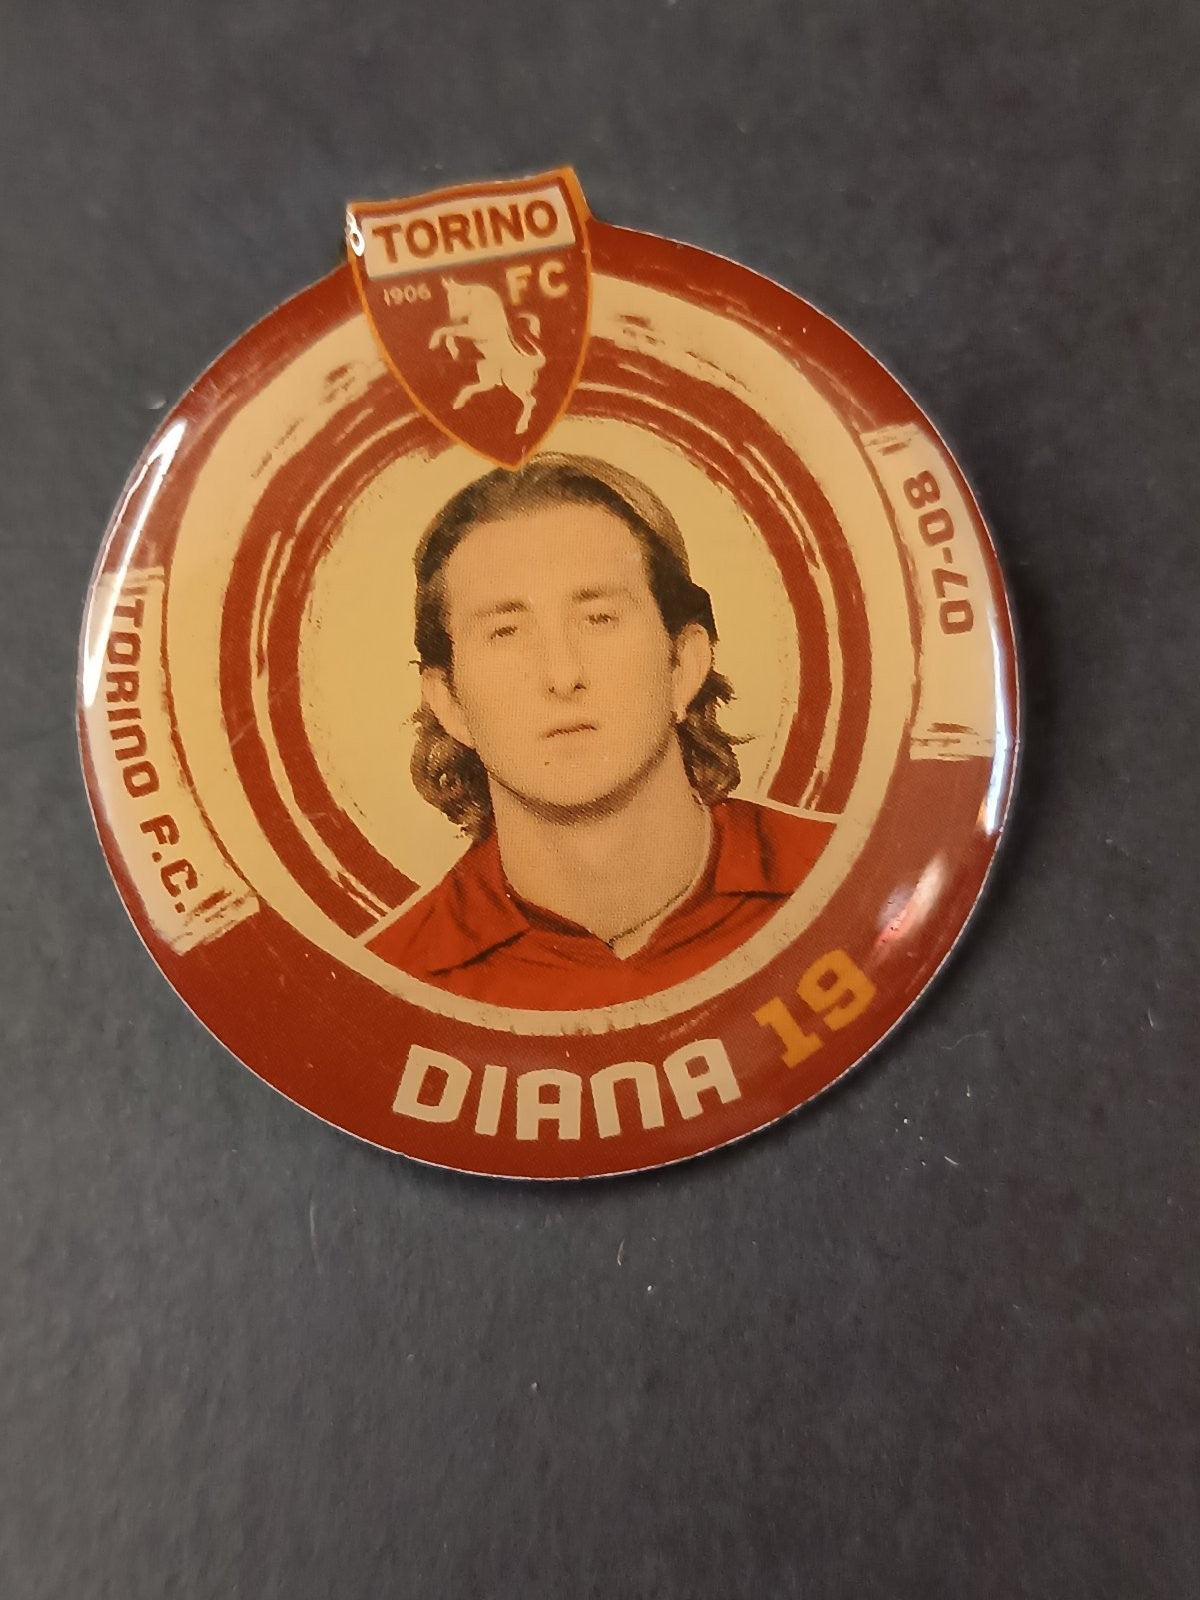 TORINO
1906 FC
07-08
TORINO F.C.
DIANA 19